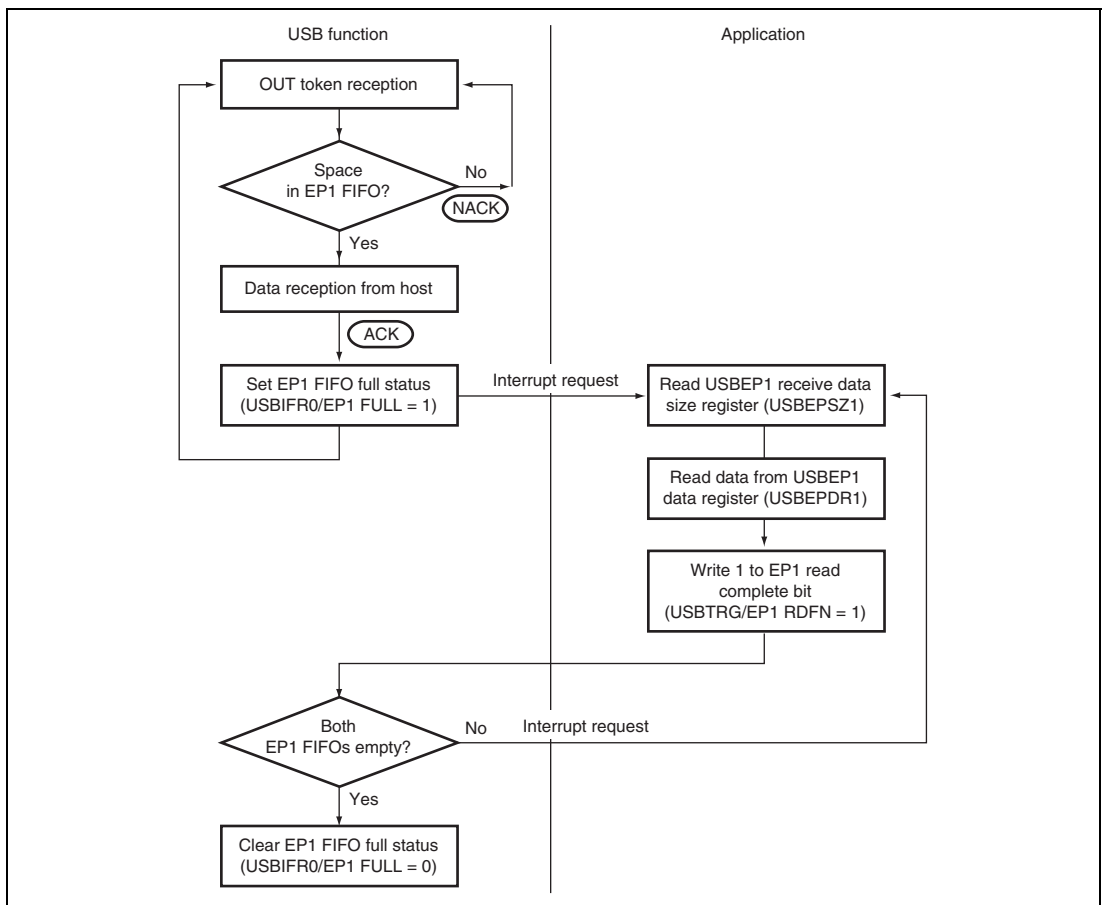 USB function
Application
OUT token reception
Space
in EP1 FIFO?
No
NACK
Yes
Data reception from host
ACK
Set EP1 FIFO full status
(USBIFR0/EP1 FULL = 1)
Interrupt request
Read USBEP1 receive data
size register (USBEPSZ1)
Read data from USBEP1
data register (USBEPDR1)
Write 1 to EP1 read
complete bit
(USBTRG/EP1 RDFN = 1)
Both
EP1 FIFOs empty?
No
Interrupt request
Yes
Clear EP1 FIFO full status
(USBIFR0/EP1 FULL = 0)